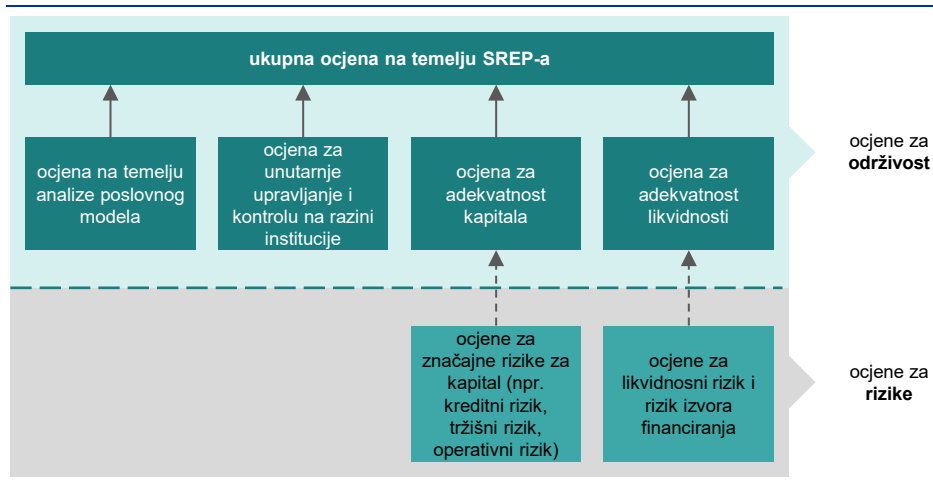 ukupna ocjena na temelju SREP-a
ocjena na temelju
analize poslovnog
modela
ocjena za
unutarnje
upravljanje i
kontrolu na razini
institucije
ocjena za
adekvatnost
kapitala
ocjena za
adekvatnost
likvidnosti
ocjene za
održivost
ocjene za
značajne rizike za
kapital (npr.
kreditni rizik,
tržišni rizik,
operativni rizik)
ocjene za
likvidnosni rizik i
rizik izvora
financiranja
ocjene za
rizike